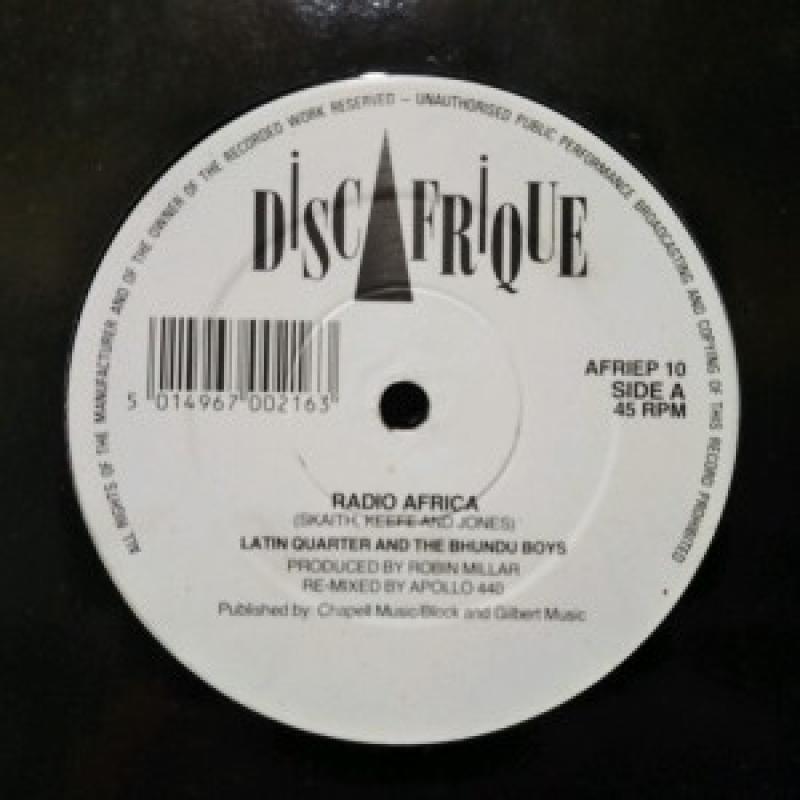 ALL RIGHTS OF THE MANUFACTURER AND OF THE OWNER OF THE RECORDED WORK RESERVED – UNAUTHORISED PUBLIC PERFORMANCE BROADCASTING AND COPYING OF THIS RECORD PROHIBITED
DiSCAFRiQUE
5 014967 002163
AFRIEP 10
SIDE A
45 RPM
RADIO AFRICA
(SKAITH, KEEFE AND JONES)
LATIN QUARTER AND THE BHUNDU BOYS
PRODUCED BY ROBIN MILLAR
RE-MIXED BY APOLLO 440
Published by: Chapell Music/Block and Gilbert Music